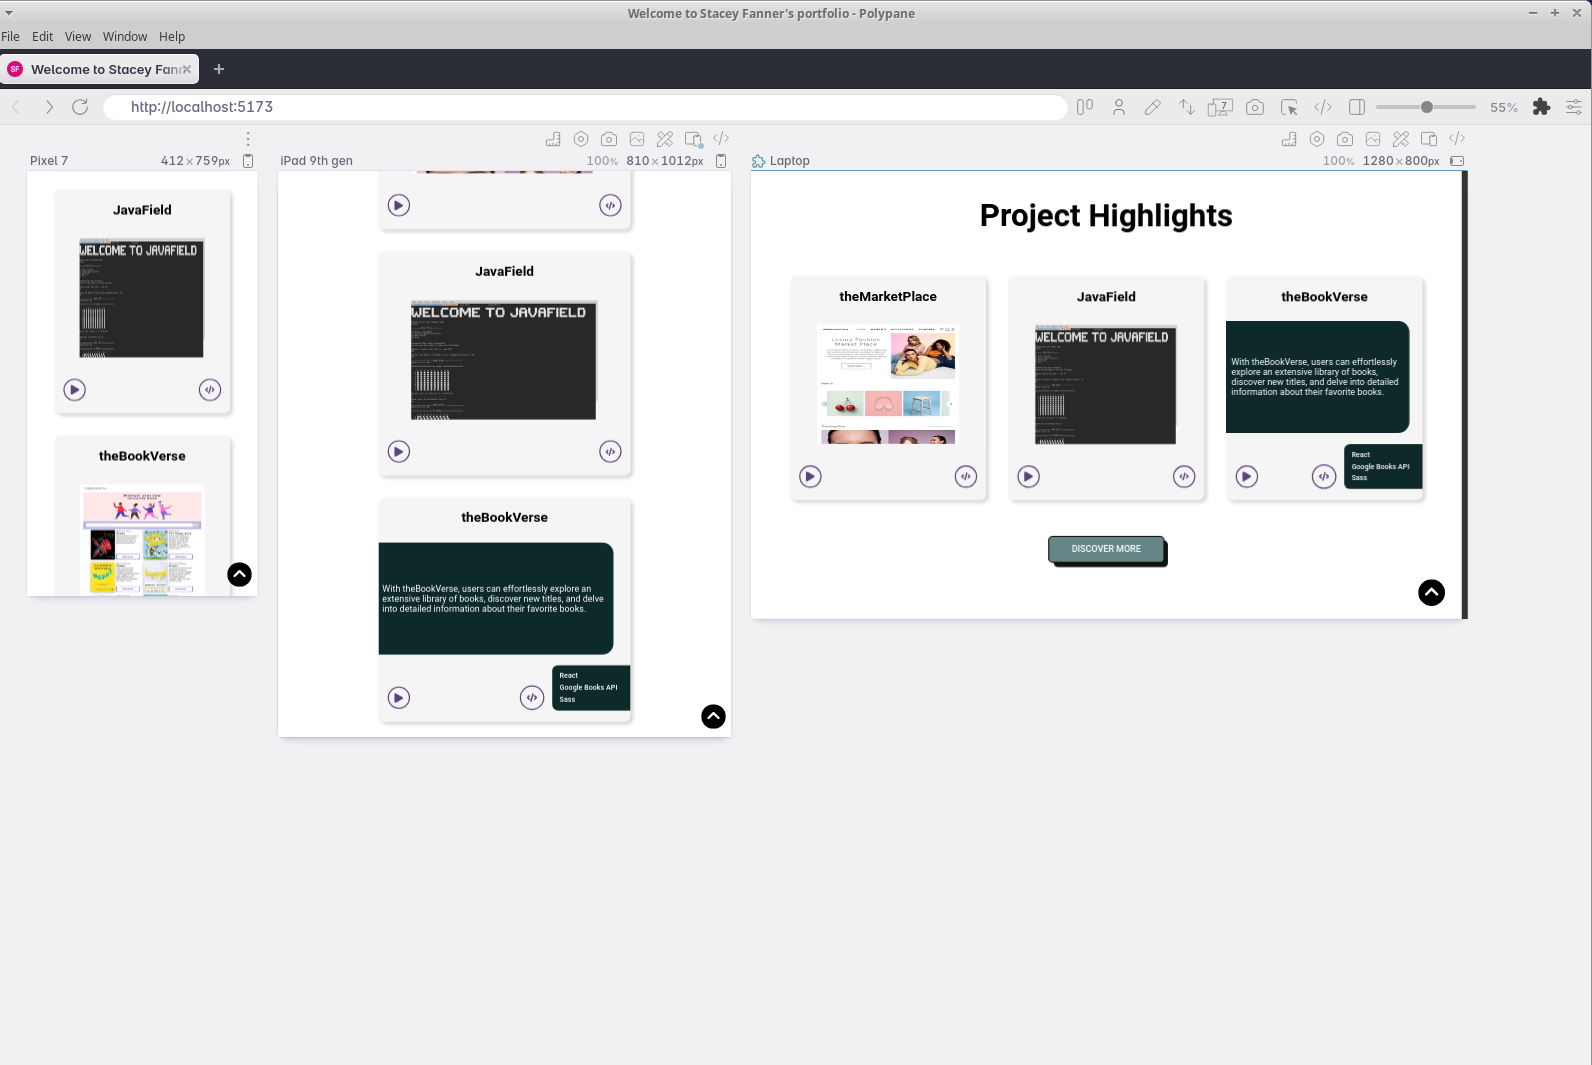 Welcome to Stacey Fanner's portfolio - Polypane
File Edit View Window Help
SF Welcome to Stacey Fann
http://localhost:5173
7
55%
Pixel 7 412 × 759px
JavaField
WELCOME TO JAVAFIELD
theBookVerse
iPad 9th gen 100% 810 × 1012px
JavaField
WELCOME TO JAVAFIELD
theBookVerse
With theBookVerse, users can effortlessly explore an
extensive library of books, discover new titles, and delve
into detailed information about their favorite books.
React
Google Books API
Sass
Laptop 100% 1280 × 800px
Project Highlights
theMarketPlace
Luxury Fashion
Market Place
JavaField
WELCOME TO JAVAFIELD
theBookVerse
With theBookVerse, users can effortlessly
explore an extensive library of books,
discover new titles, and delve into detailed
information about their favorite books.
React
Google Books API
Sass
DISCOVER MORE